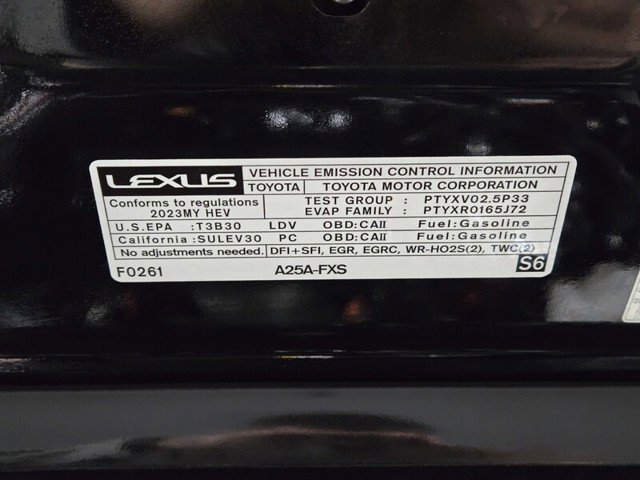 LEXUS VEHICLE EMISSION CONTROL INFORMATION
TOYOTA TOYOTA MOTOR CORPORATION
Conforms to regulations TEST GROUP : PTYXV02.5P33
2023MY HEV EVAP FAMILY : PTYXR0165J72
U.S.EPA :T3B30 LDV OBD:CAII Fuel:Gasoline
California :SULEV30 PC OBD:CAII Fuel:Gasoline
No adjustments needed. DFI+SFI, EGR, EGRC, WR-HO2S(2), TWC(2)
F0261 A25A-FXS S6